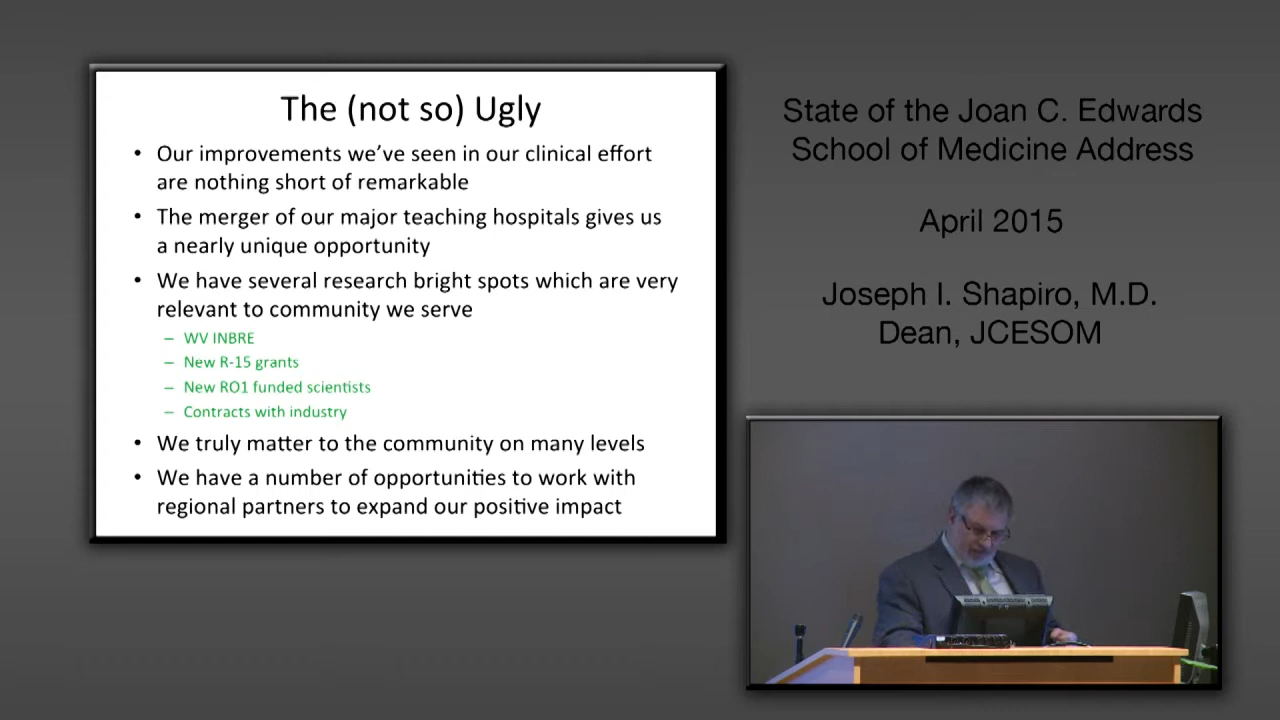 The (not so) Ugly
• Our improvements we've seen in our clinical effort
are nothing short of remarkable
• The merger of our major teaching hospitals gives us
a nearly unique opportunity
• We have several research bright spots which are very
relevant to community we serve
– WV INBRE
– New R-15 grants
– New RO1 funded scientists
– Contracts with industry
• We truly matter to the community on many levels
• We have a number of opportunities to work with
regional partners to expand our positive impact
State of the Joan C. Edwards
School of Medicine Address
April 2015
Joseph I. Shapiro, M.D.
Dean, JCESOM